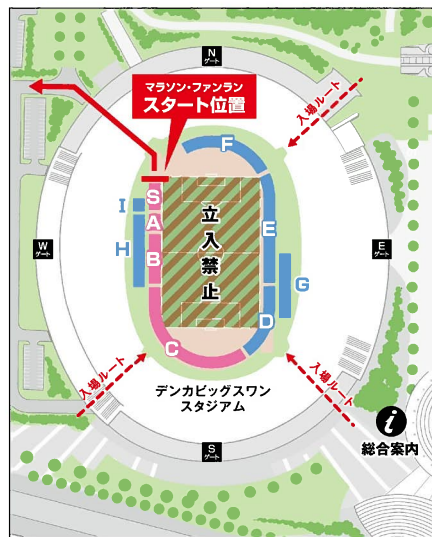 N
ゲート
マラソン・ファンラン
スタート位置
入場ルート
F
S
I
A
E
W
ゲート
H
B
立入禁止
E
ゲート
G
D
C
入場ルート
入場ルート
デンカビッグスワン
スタジアム
i
総合案内
S
ゲート